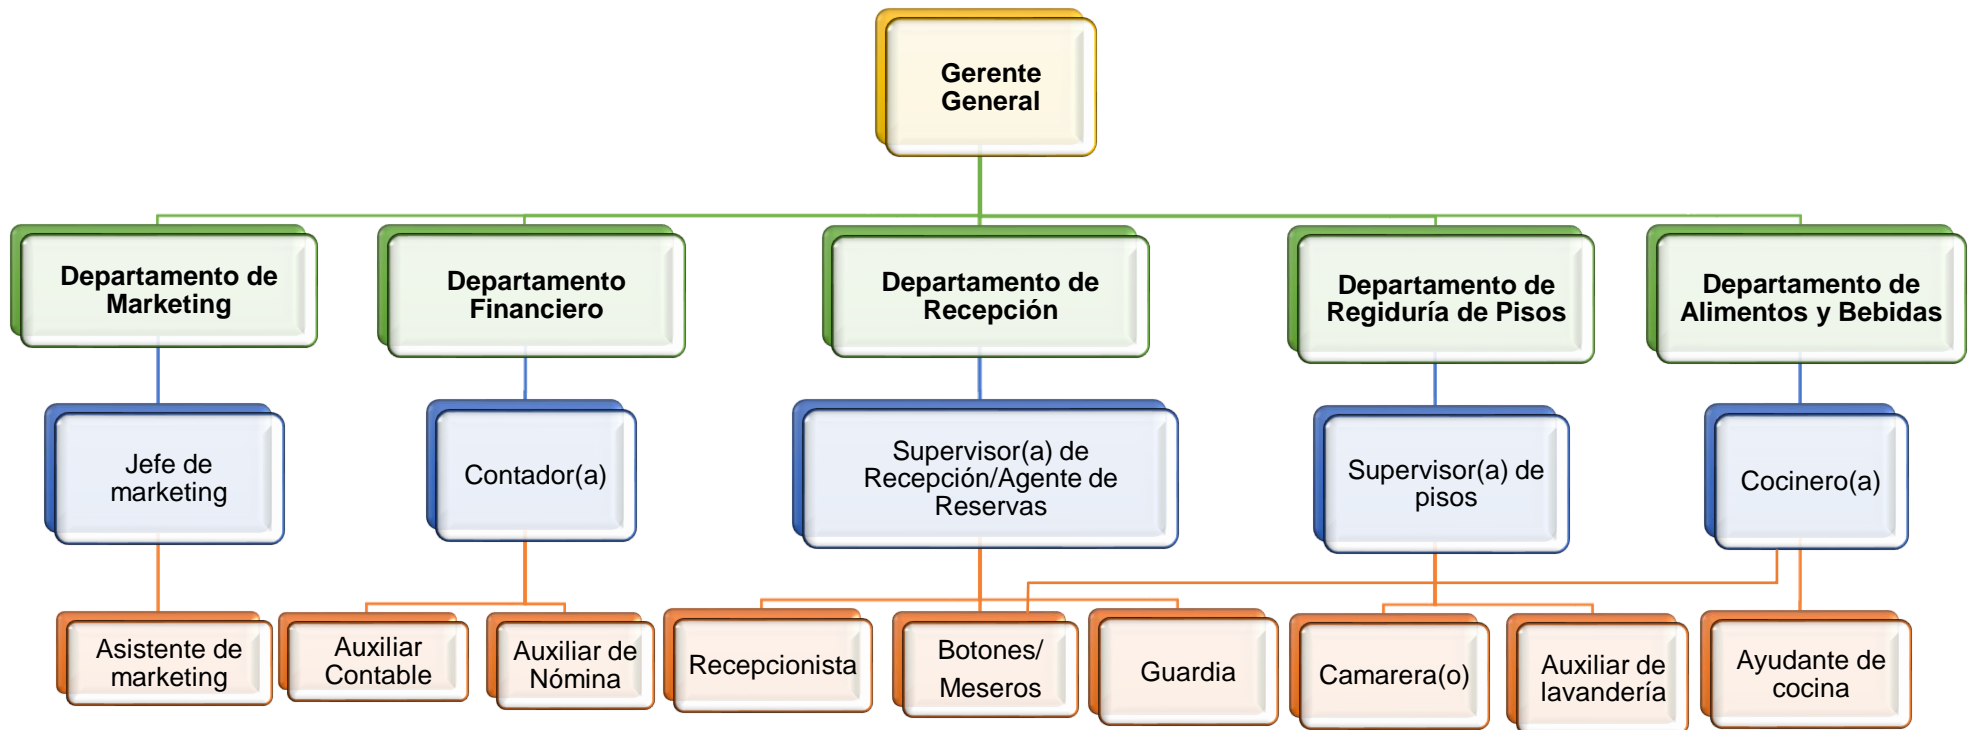 Gerente
General
Departamento de
Marketing
Departamento
Financiero
Departamento de
Recepción
Departamento de
Regiduría de Pisos
Departamento de
Alimentos y Bebidas
Jefe de
marketing
Contador(a)
Supervisor(a) de
Recepción/Agente de
Reservas
Supervisor(a) de
pisos
Cocinero(a)
Asistente de
marketing
Auxiliar
Contable
Auxiliar de
Nómina
Recepcionista
Botones/
Meseros
Guardia
Camarera(o)
Auxiliar de
lavandería
Ayudante de
cocina